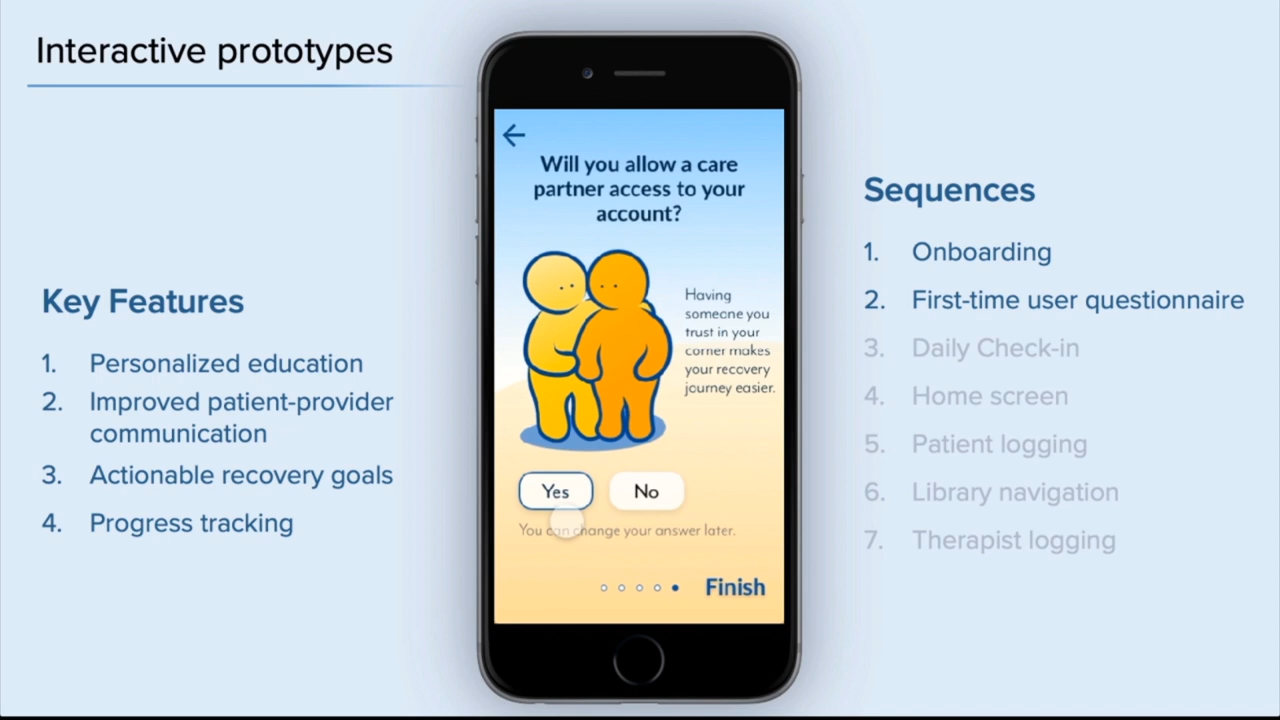 Interactive prototypes
Key Features
1. Personalized education
2. Improved patient-provider
communication
3. Actionable recovery goals
4. Progress tracking
Will you allow a care
partner access to your
account?
Having
someone you
trust in your
corner makes
your recovery
journey easier.
Yes No
You can change your answer later.
Finish
Sequences
1. Onboarding
2. First-time user questionnaire
3. Daily Check-in
4. Home screen
5. Patient logging
6. Library navigation
7. Therapist logging